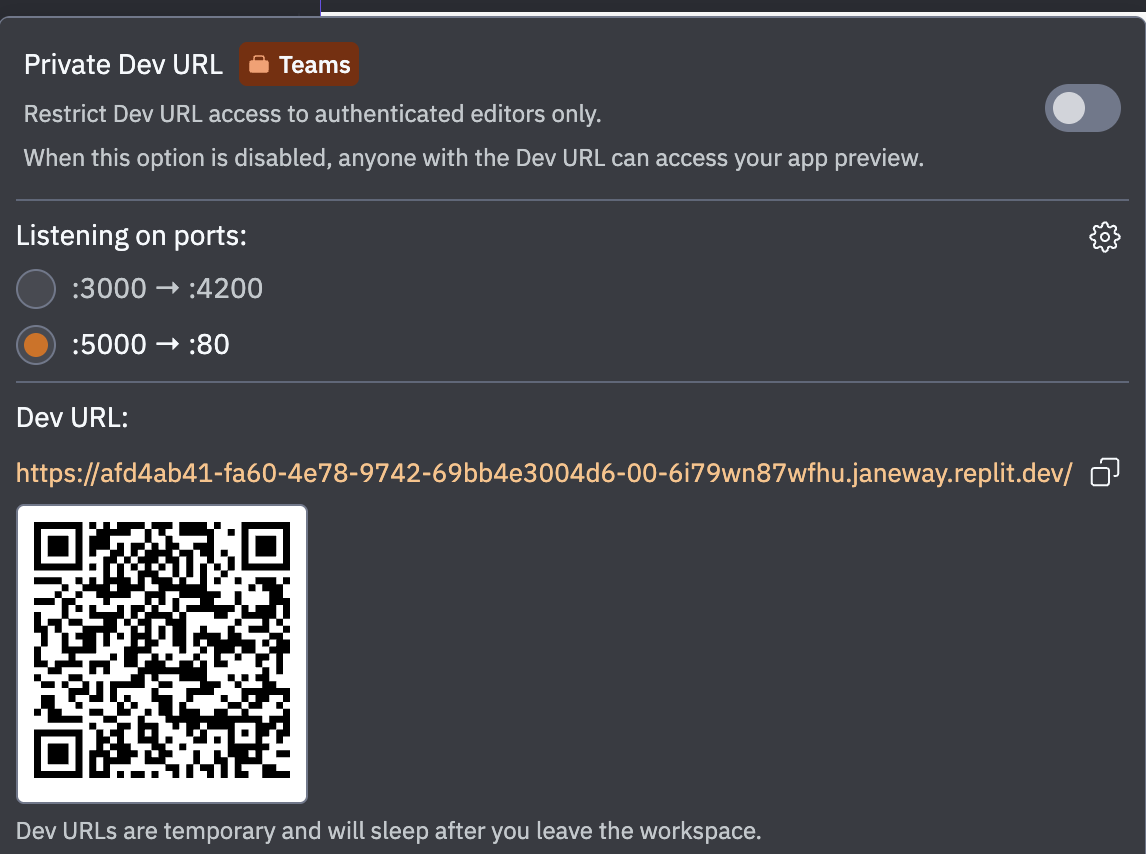 Private Dev URL Teams
Restrict Dev URL access to authenticated editors only.
When this option is disabled, anyone with the Dev URL can access your app preview.
Listening on ports:
:3000 → :4200
:5000 → :80
Dev URL:
https://afd4ab41-fa60-4e78-9742-69bb4e3004d6-00-6i79wn87wfhu.janeway.replit.dev/
Dev URLs are temporary and will sleep after you leave the workspace.